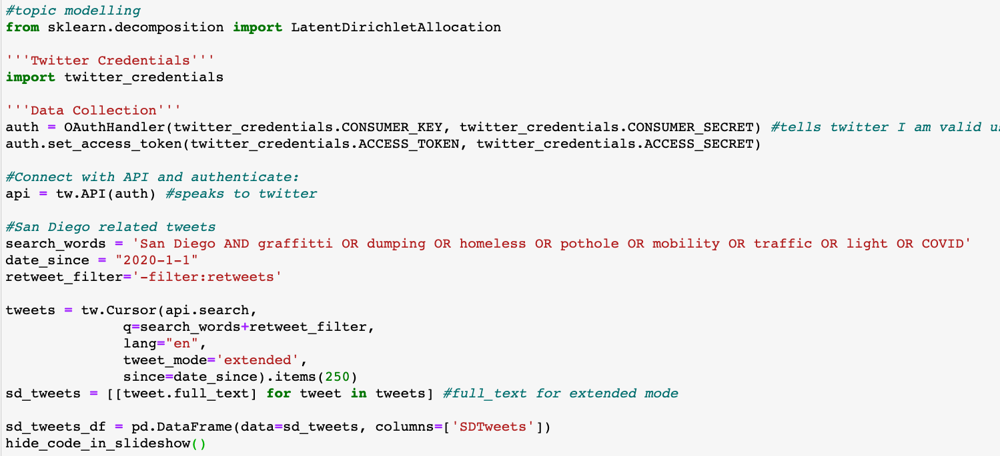 #topic modelling
from sklearn.decomposition import LatentDirichletAllocation
'''Twitter Credentials'''
import twitter_credentials
'''Data Collection'''
auth = OAuthHandler(twitter_credentials.CONSUMER_KEY, twitter_credentials.CONSUMER_SECRET) #tells twitter I am valid
auth.set_access_token(twitter_credentials.ACCESS_TOKEN, twitter_credentials.ACCESS_SECRET)
#Connect with API and authenticate:
api = tw.API(auth) #speaks to twitter
#San Diego related tweets
search_words = 'San Diego AND graffitti OR dumping OR homeless OR pothole OR mobility OR traffic OR light OR COVID'
date_since = "2020-1-1"
retweet_filter='-filter:retweets'
tweets = tw.Cursor(api.search,
q=search_words+retweet_filter,
lang="en",
tweet_mode='extended',
since=date_since).items(250)
sd_tweets = [[tweet.full_text] for tweet in tweets] #full_text for extended mode
sd_tweets_df = pd.DataFrame(data=sd_tweets, columns=['SDTweets'])
hide_code_in_slideshow()